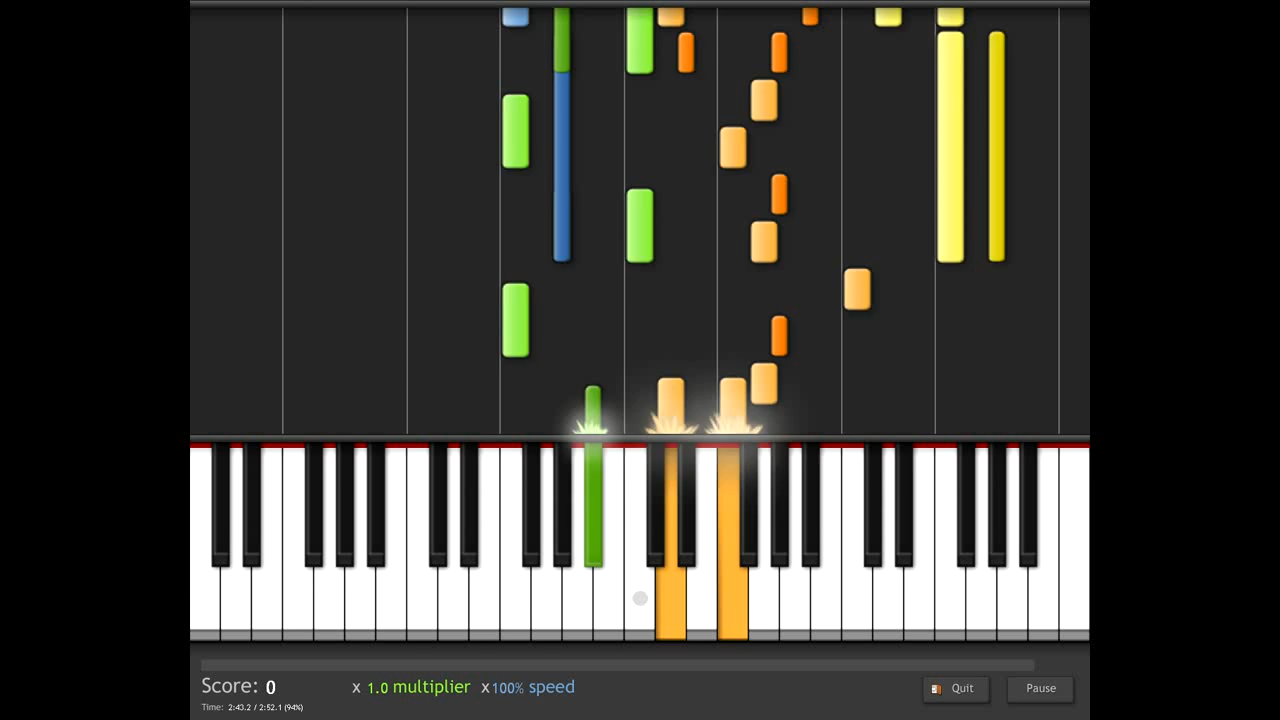 Score: 0 x 1.0 multiplier x100% speed Quit Pause
Time: 2:43.2 / 2:52.1 (94%)